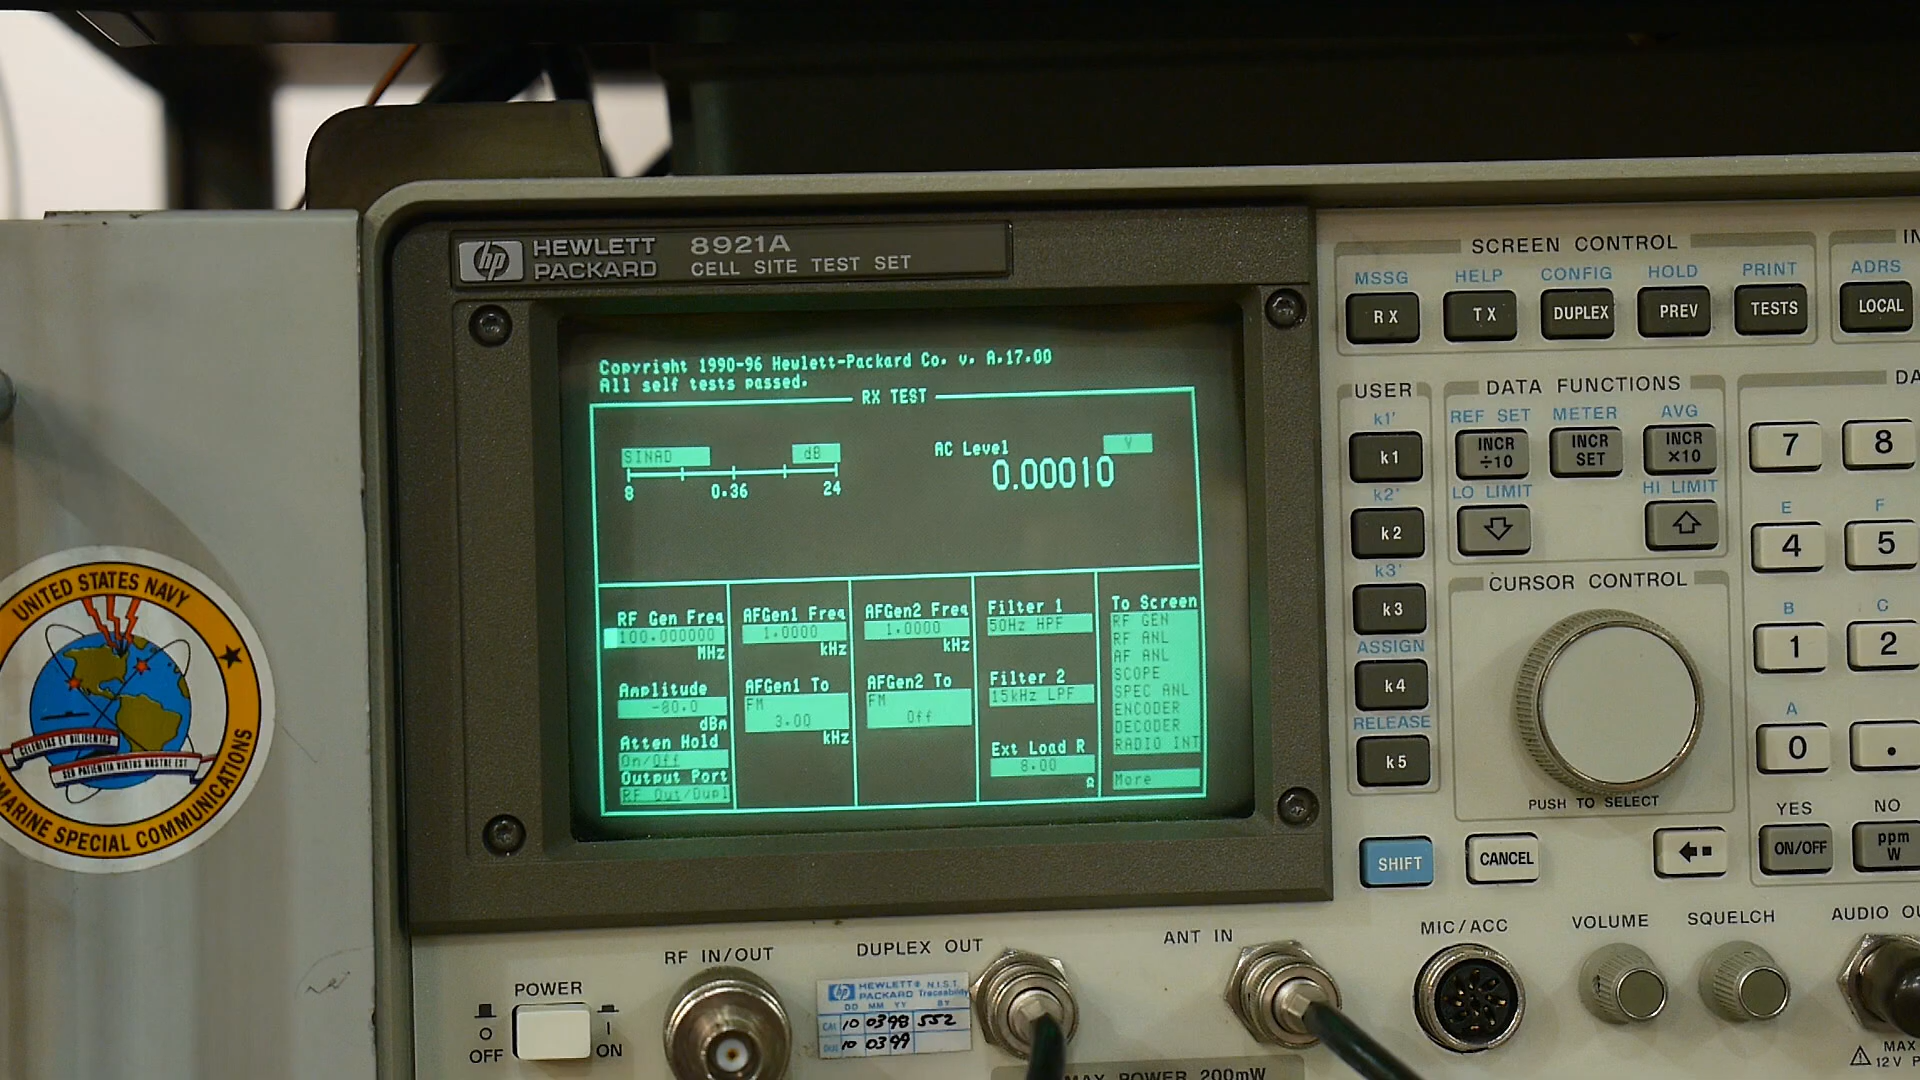 hp HEWLETT PACKARD 8921A
CELL SITE TEST SET
Copyright 1990-96 Hewlett-Packard Co. v. A.17.00
All self tests passed.
RX TEST
SINAD dB
8 0.36 24
AC Level V
0.00010
RF Gen Freq
100.000000
MHz
Amplitude
-80.0
dBm
Atten Hold
On/Off
Output Port
RF Out/Dupl
AFGen1 Freq
1.0000
kHz
AFGen1 To
FM
3.00
kHz
AFGen2 Freq
1.0000
kHz
AFGen2 To
FM
Off
Filter 1
50Hz HPF
Filter 2
15kHz LPF
Ext Load R
8.00
Ω
To Screen
RF GEN
RF ANL
AF ANL
SCOPE
SPEC ANL
ENCODER
DECODER
RADIO INT
More
SCREEN CONTROL
MSSG HELP CONFIG HOLD PRINT
RX TX DUPLEX PREV TESTS
ADRS
LOCAL
USER
k1'
k1
k2'
k2
k3'
k3
ASSIGN
k4
RELEASE
k5
DATA FUNCTIONS
REF SET METER AVG
INCR ÷10 INCR SET INCR ×10
LO LIMIT HI LIMIT
CURSOR CONTROL
PUSH TO SELECT
7 8
E F
4 5
B C
1 2
A
0 .
YES NO
ON/OFF ppm W
SHIFT CANCEL
UNITED STATES NAVY
MARINE SPECIAL COMMUNICATIONS
POWER
O OFF
I ON
RF IN/OUT
DUPLEX OUT
ANT IN
MIC/ACC
VOLUME
SQUELCH
AUDIO
hp HEWLETT PACKARD N.I.S.T. Traceability
DD MM YY BY
CAL 10 03 98 552
10 03 99
MAX POWER 200mW
MAX
12V